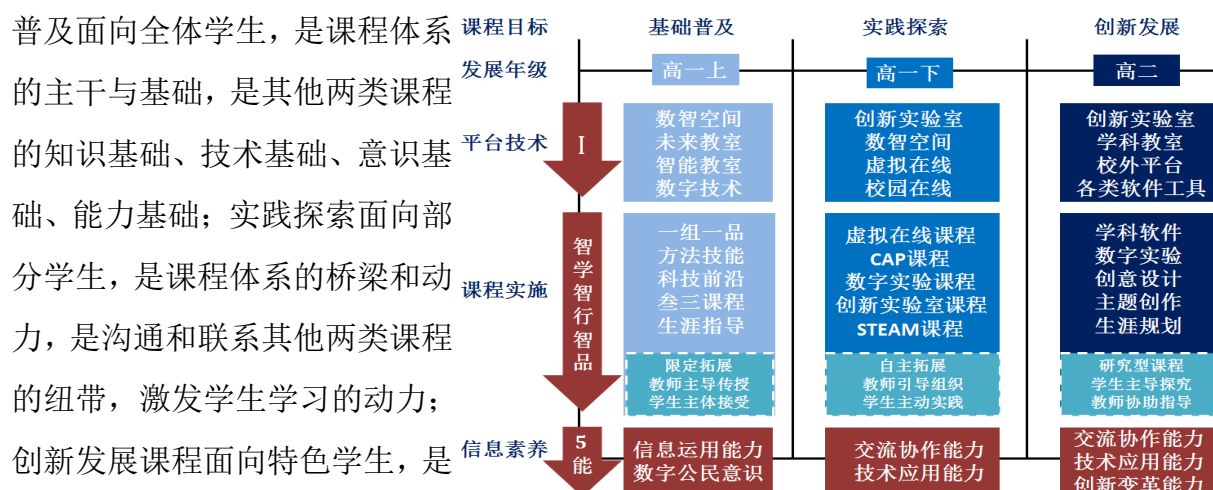 普及面向全体学生，是课程体系
的主干与基础，是其他两类课程
的知识基础、技术基础、意识基
础、能力基础；实践探索面向部
分学生，是课程体系的桥梁和动
力，是沟通和联系其他两类课程
的纽带，激发学生学习的动力；
创新发展课程面向特色学生，是
课程目标 基础普及 实践探索 创新发展
发展年级 高一上 高一下 高二
平台技术
I
数智空间
未来教室
智能教室
数字技术
创新实验室
数智空间
虚拟在线
校园在线
创新实验室
学科教室
校外平台
各类软件工具
课程实施
智学智行智品
一组一品
方法技能
科技前沿
叁三课程
生涯指导
虚拟在线课程
CAP课程
数字实验课程
创新实验室课程
STEAM课程
学科软件
数字实验
创意设计
主题创作
生涯规划
限定拓展
教师主导传授
学生主体接受
自主拓展
教师引导组织
学生主动实践
研究型课程
学生主导探究
教师协助指导
信息素养
5
能
信息运用能力
数字公民意识
交流协作能力
技术应用能力
交流协作能力
技术应用能力
创新变革能力